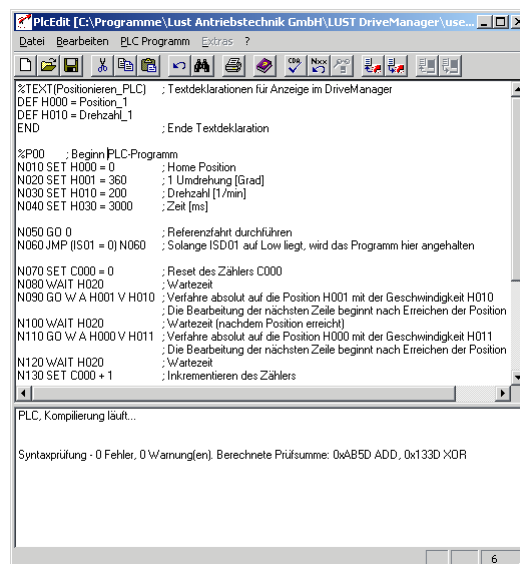 PlcEdit [C:\Programme\Lust Antriebstechnik GmbH\LUST DriveManager\use...
Datei Bearbeiten PLC Programm Extras ?
%TEXT(Positionieren_PLC) ; Textdeklarationen für Anzeige im DriveManager
DEF H000 = Position_1
DEF H010 = Drehzahl_1
END ; Ende Textdeklaration
%P00 ; Beginn PLC-Programm
N010 SET H000 = 0 ; Home Position
N020 SET H001 = 360 ; 1 Umdrehung [Grad]
N030 SET H010 = 200 ; Drehzahl [1/min]
N040 SET H030 = 3000 ; Zeit [ms]
N050 GO 0 ; Referenzfahrt durchführen
N060 JMP (IS01 = 0) N060 ; Solange ISD01 auf Low liegt, wird das Programm hier angehalten
N070 SET C000 = 0 ; Reset des Zählers C000
N080 WAIT H020 ; Wartezeit
N090 GO W A H001 V H010 ; Verfahre absolut auf die Position H001 mit der Geschwindigkeit H010
; Die Bearbeitung der nächsten Zeile beginnt nach Erreichen der Position
N100 WAIT H020 ; Wartezeit (nachdem Position erreicht)
N110 GO W A H000 V H011 ; Verfahre absolut auf die Position H000 mit der Geschwindigkeit H011
; Die Bearbeitung der nächsten Zeile beginnt nach Erreichen der Position
N120 WAIT H020 ; Wartezeit
N130 SET C000 + 1 ; Inkrementieren des Zählers
PLC, Kompilierung läuft...
Syntaxprüfung - 0 Fehler, 0 Warnung(en). Berechnete Prüfsumme: 0xAB5D ADD, 0x133D XOR
6